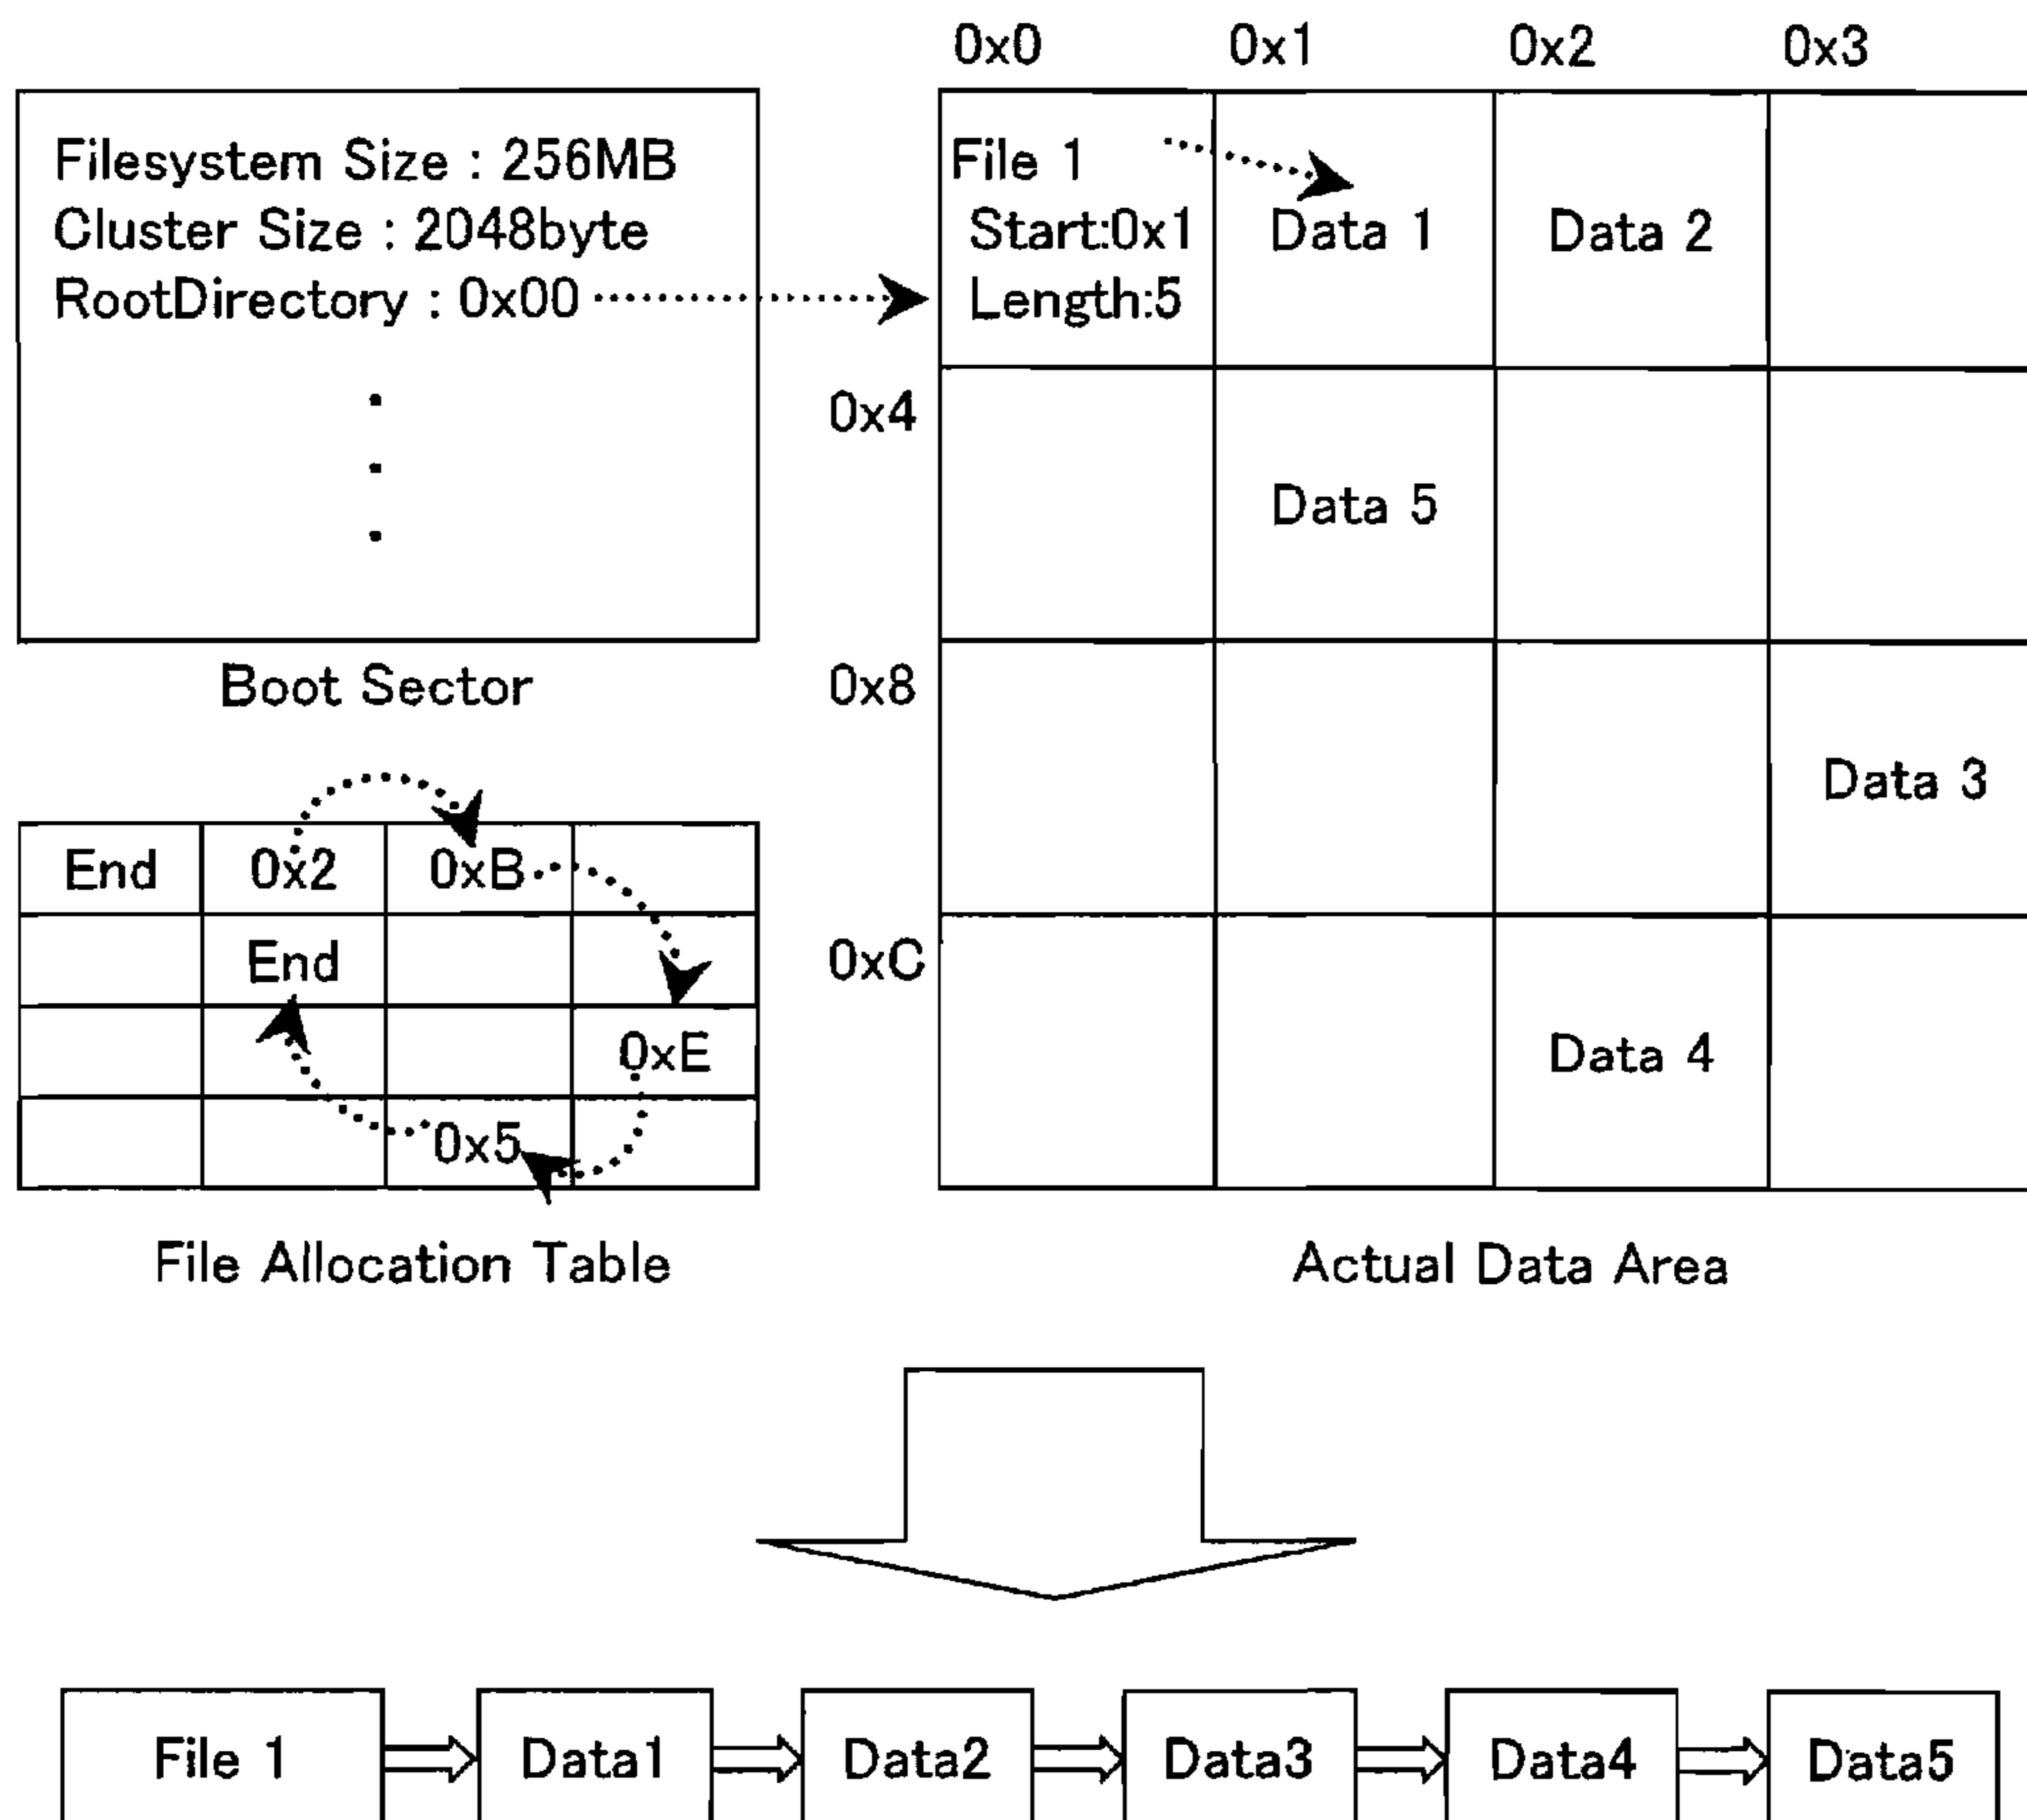 0x0 0x1 0x2 0x3
Filesystem Size : 256MB
Cluster Size : 2048byte
RootDirectory : 0x00
Boot Sector
File 1
Start:0x1
Length:5
Data 1
Data 2
0x4
Data 5
0x8
Data 3
0xC
Data 4
End 0x2 0xB
End
0xE
0x5
File Allocation Table
Actual Data Area
File 1 Data1 Data2 Data3 Data4 Data5